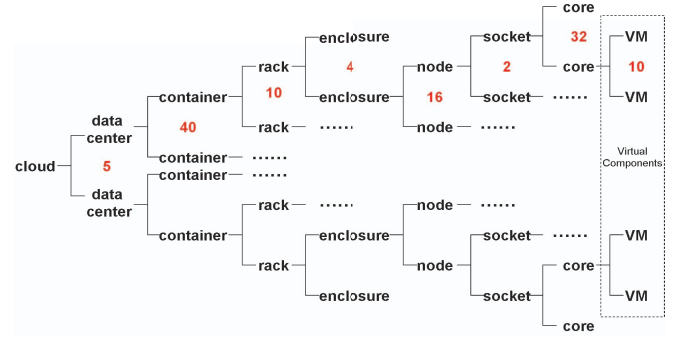 core
enclosure
socket
32
VM
rack
4
node
2
core
10
container
10
enclosure
16
socket
······
VM
data
center
40
rack
······
node
······
Virtual
Components
cloud
5
container
······
container
······
data
center
rack
······
node
······
container
enclosure
socket
······
VM
rack
node
core
enclosure
socket
VM
core